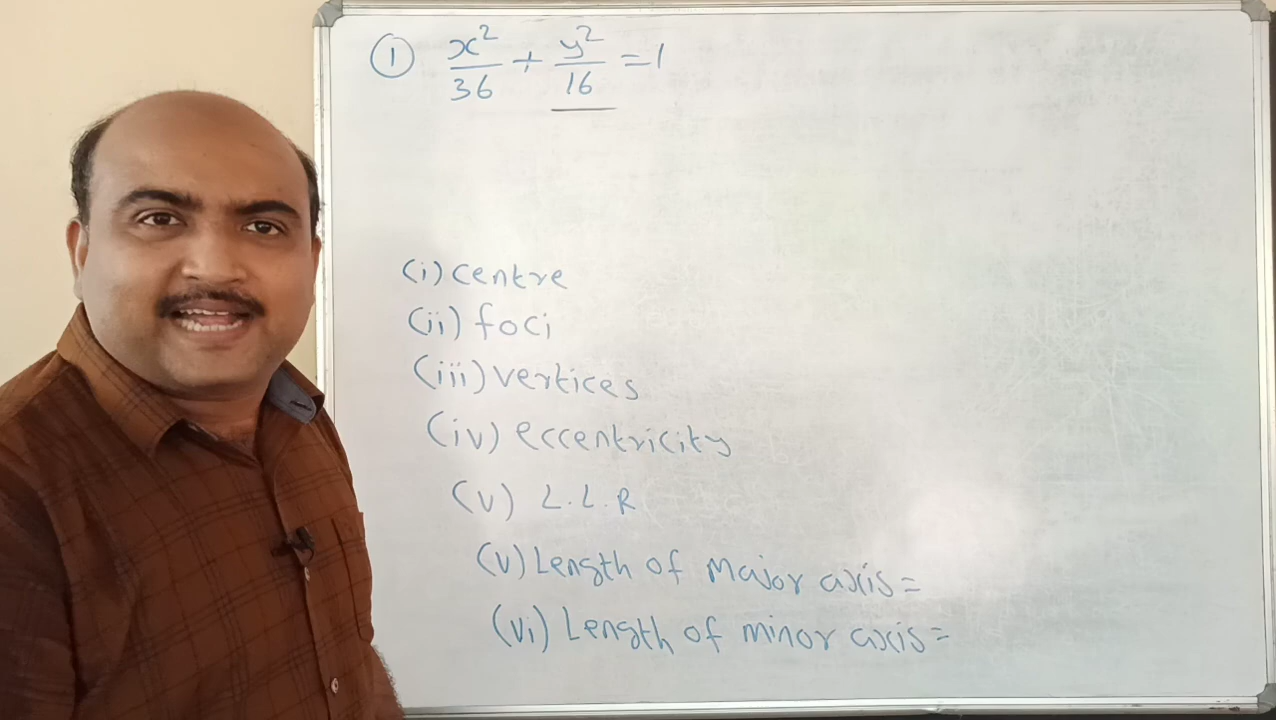 ① x²/36 + y²/16 = 1
(i) centre
(ii) foci
(iii) vertices
(iv) eccentricity
(v) L.L.R
(v) Length of Major axis =
(vi) Length of minor axis =